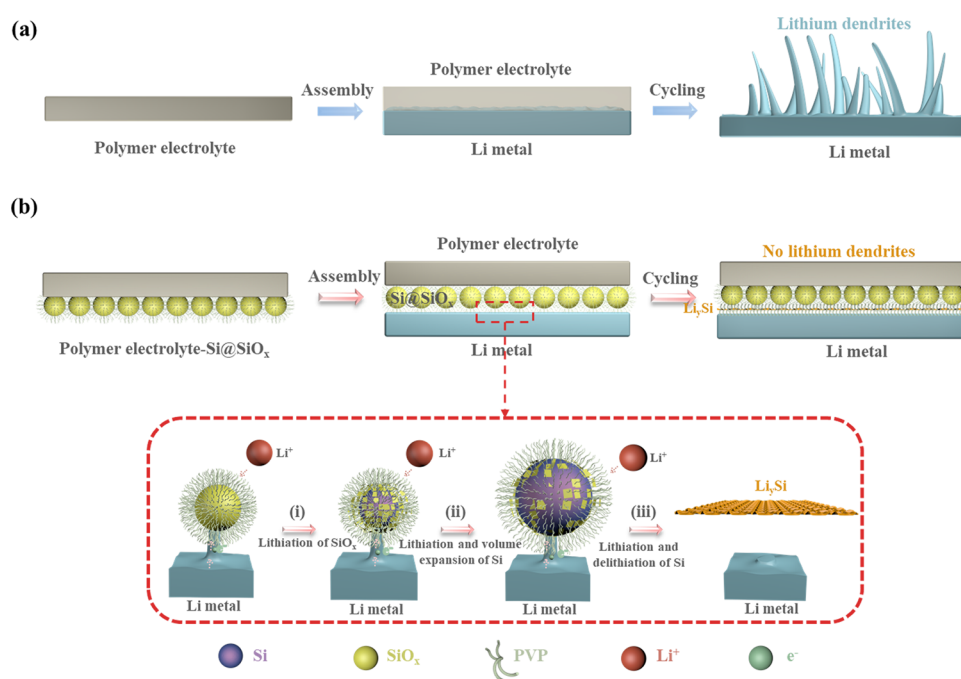 (a)
Lithium dendrites
Polymer electrolyte
Assembly
Cycling
Polymer electrolyte
Li metal
Li metal
(b)
Polymer electrolyte
No lithium dendrites
Assembly
Cycling
Si@SiOₓ
LiᵧSi
Polymer electrolyte-Si@SiOₓ
Li metal
Li metal
Li⁺
Li⁺
Li⁺
LiᵧSi
(i)
(ii)
(iii)
Lithiation of SiOₓ
Lithiation and volume
expansion of Si
Lithiation and
delithiation of Si
Li metal
Li metal
Li metal
Li metal
Si
SiOₓ
PVP
Li⁺
e⁻